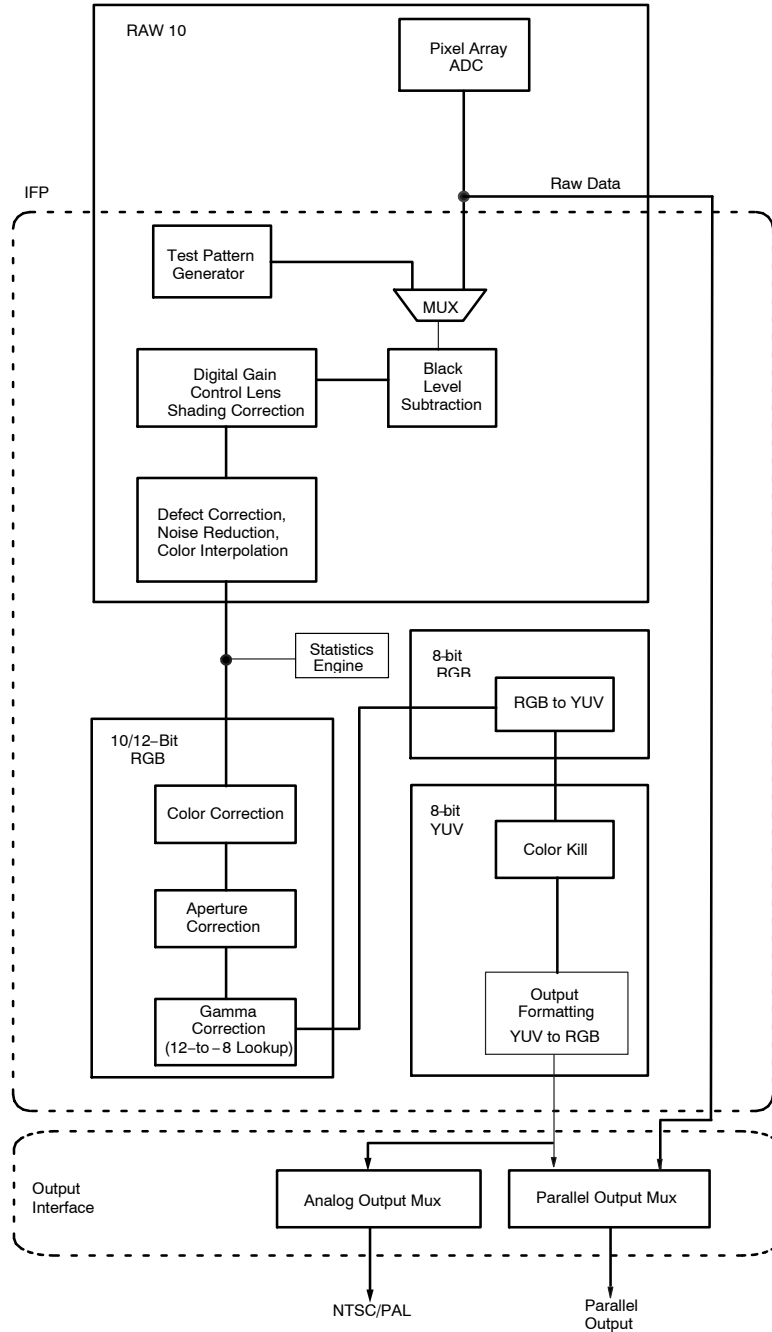 RAW 10
Pixel Array
ADC
IFP
Raw Data
Test Pattern
Generator
MUX
Digital Gain
Control Lens
Shading Correction
Black
Level
Subtraction
Defect Correction,
Noise Reduction,
Color Interpolation
Statistics
Engine
8-bit
RGB
RGB to YUV
10/12-Bit
RGB
8-bit
YUV
Color Correction
Color Kill
Aperture
Correction
Output
Formatting
YUV to RGB
Gamma
Correction
(12-to-8 Lookup)
Output
Interface
Analog Output Mux
Parallel Output Mux
NTSC/PAL
Parallel
Output